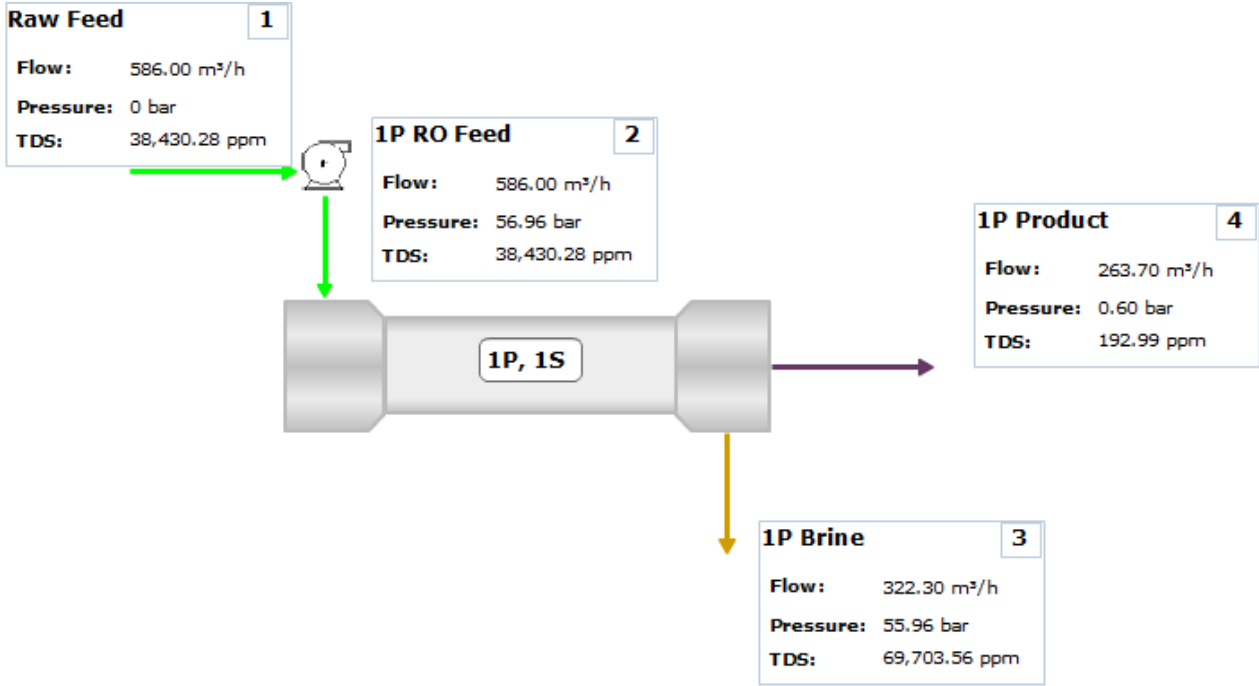 Raw Feed 1
Flow: 586.00 m³/h
Pressure: 0 bar
TDS: 38,430.28 ppm
1P RO Feed 2
Flow: 586.00 m³/h
Pressure: 56.96 bar
TDS: 38,430.28 ppm
1P, 1S
1P Product 4
Flow: 263.70 m³/h
Pressure: 0.60 bar
TDS: 192.99 ppm
1P Brine 3
Flow: 322.30 m³/h
Pressure: 55.96 bar
TDS: 69,703.56 ppm